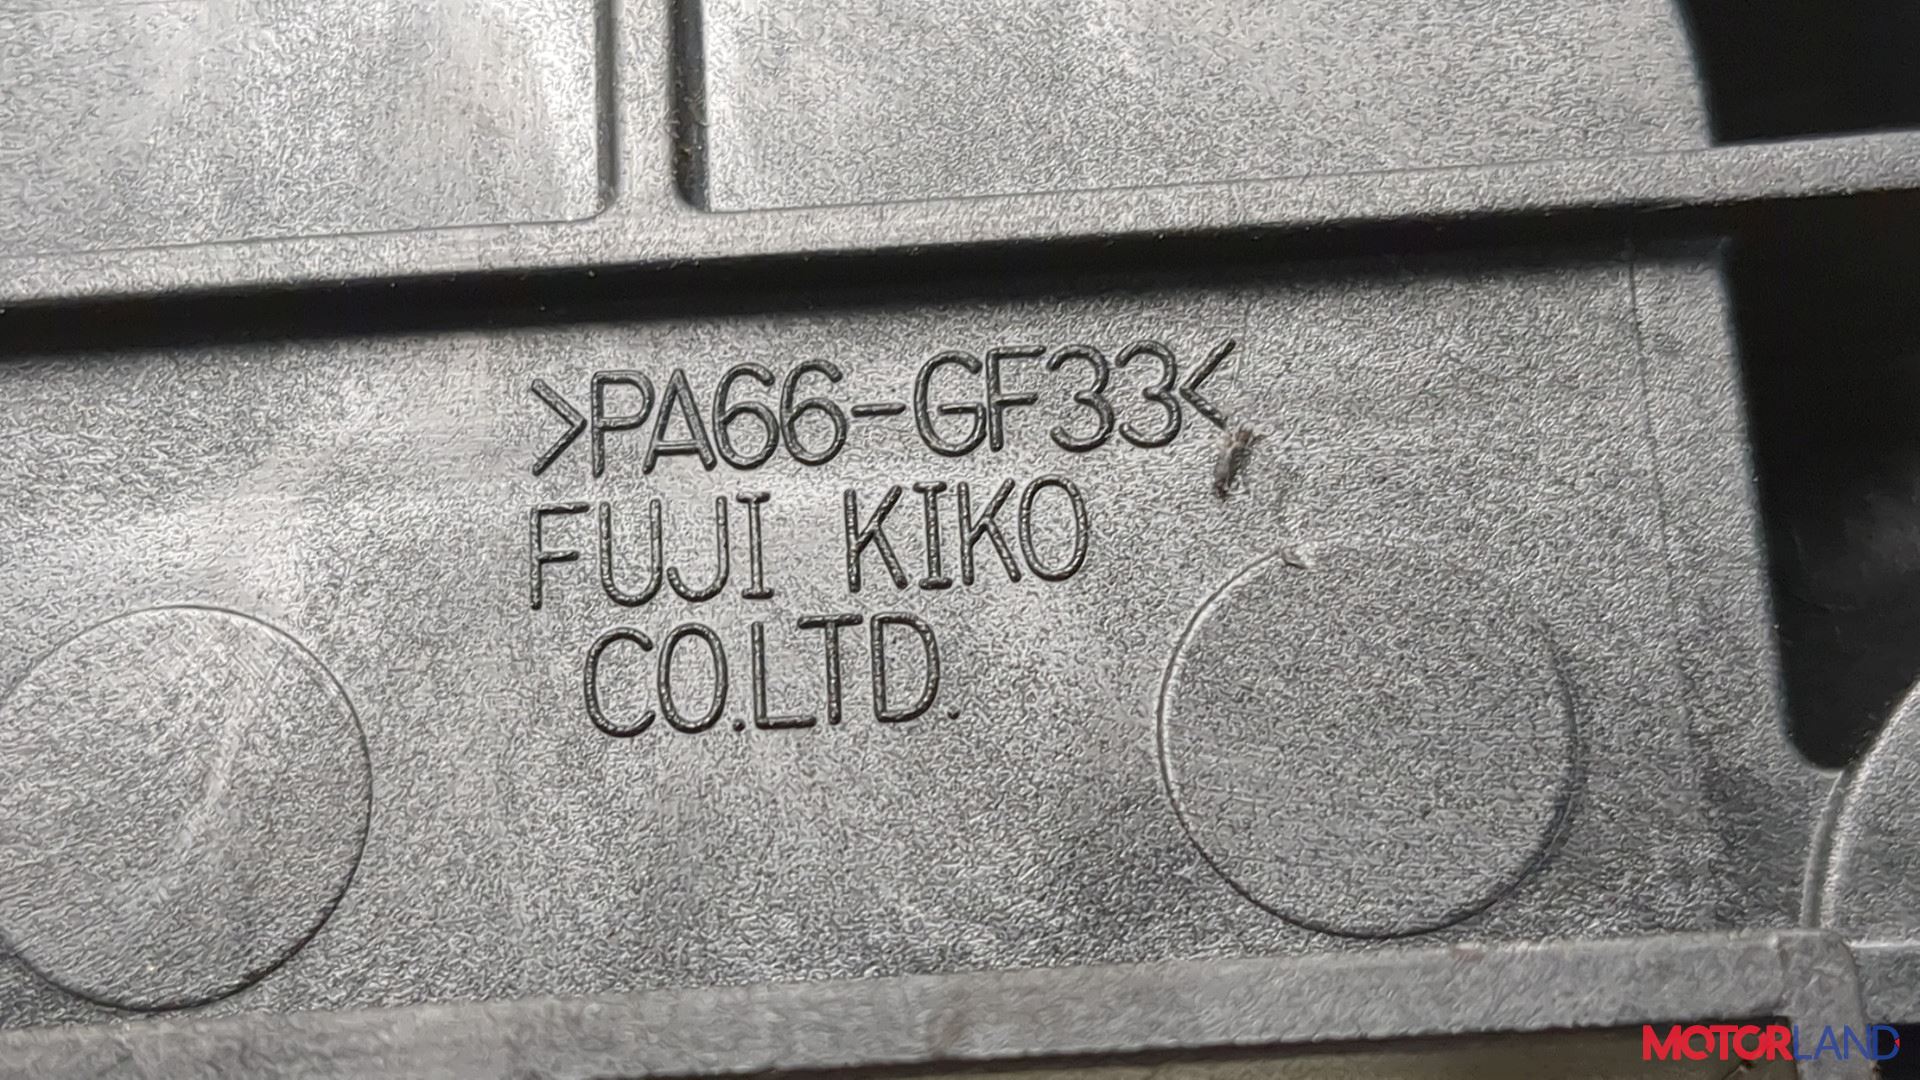 >PA66-GF33<
FUJI KIKO
CO.LTD.
MOTORLAND